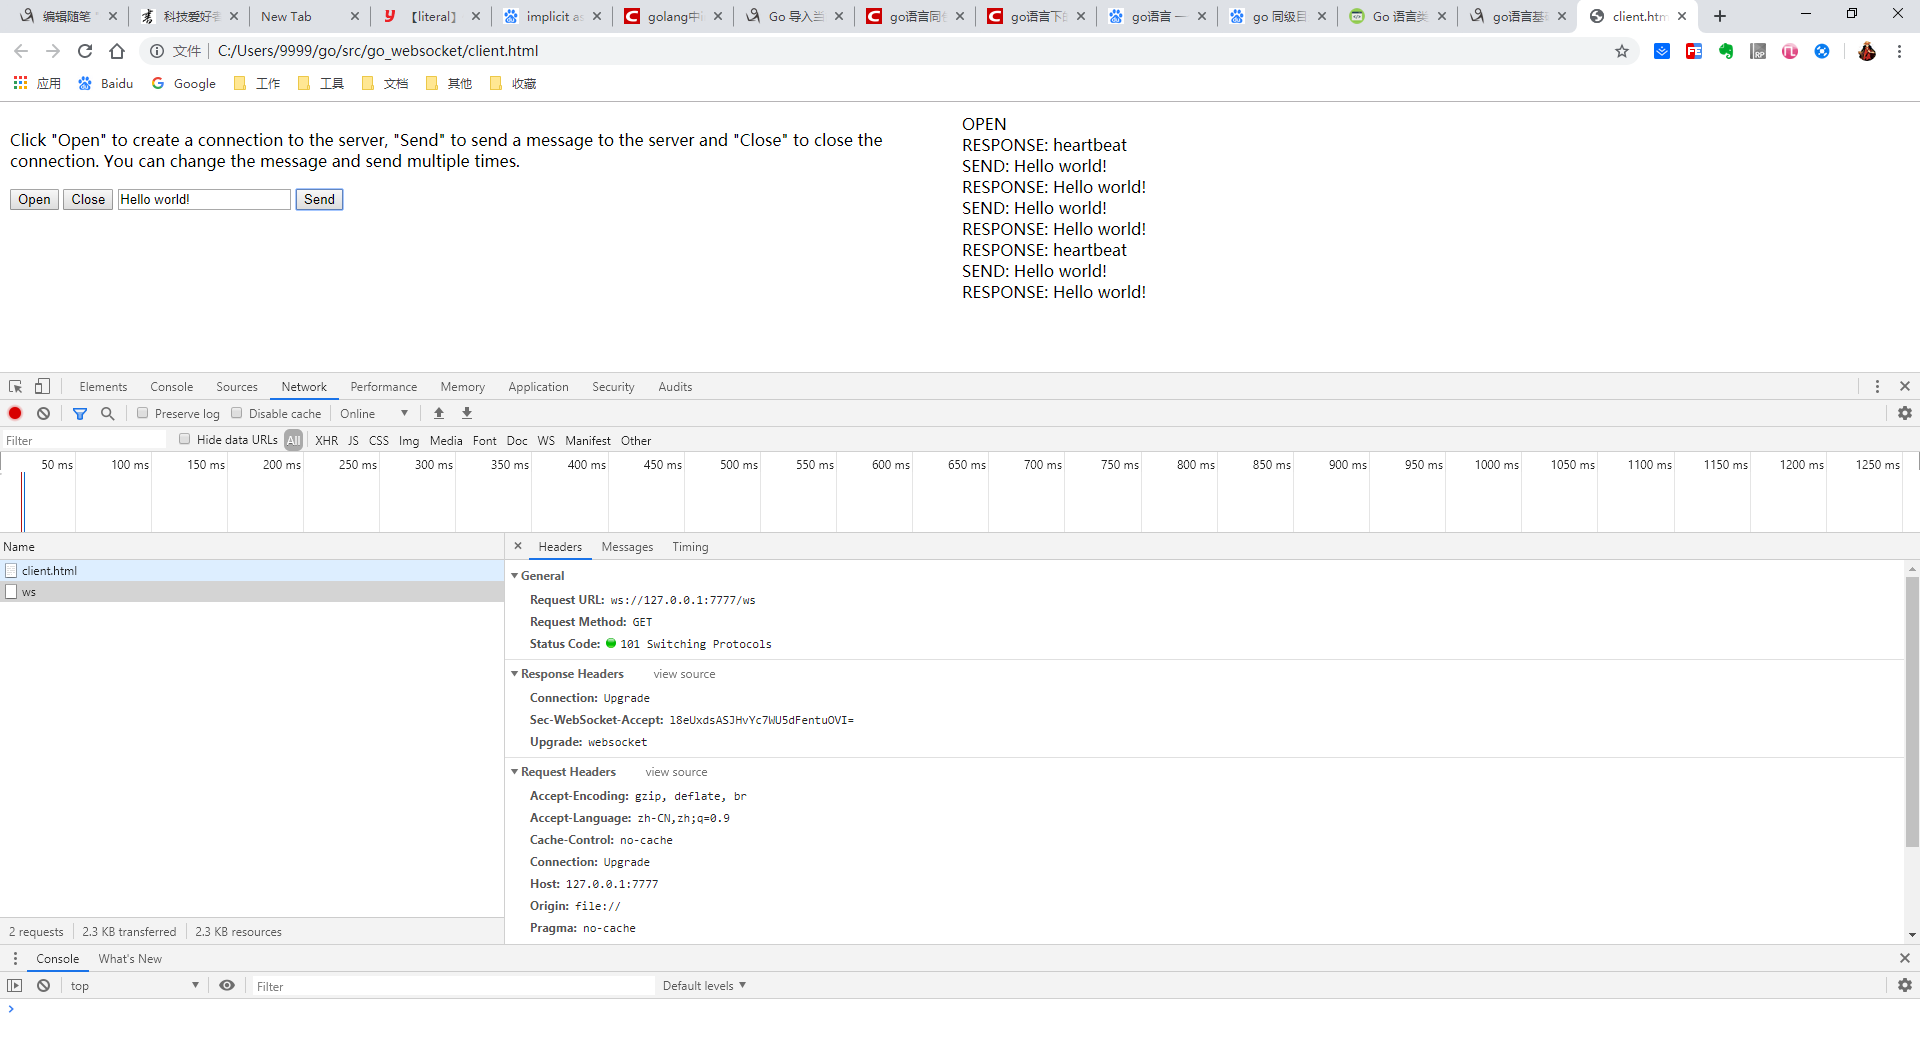 编辑随笔
科技爱好者
New Tab
【literal】
implicit as
golang中i
Go 导入当
go语言同包
go语言下的
go语言 一
go 同级目
Go 语言类
go语言基础
client.htm
文件 C:/Users/9999/go/src/go_websocket/client.html
应用 Baidu Google 工作 工具 文档 其他 收藏
Click "Open" to create a connection to the server, "Send" to send a message to the server and "Close" to close the
connection. You can change the message and send multiple times.
Open Close Hello world! Send
OPEN
RESPONSE: heartbeat
SEND: Hello world!
RESPONSE: Hello world!
SEND: Hello world!
RESPONSE: Hello world!
RESPONSE: heartbeat
SEND: Hello world!
RESPONSE: Hello world!
Elements Console Sources Network Performance Memory Application Security Audits
Preserve log Disable cache Online
Filter Hide data URLs All XHR JS CSS Img Media Font Doc WS Manifest Other
50 ms 100 ms 150 ms 200 ms 250 ms 300 ms 350 ms 400 ms 450 ms 500 ms 550 ms 600 ms 650 ms 700 ms 750 ms 800 ms 850 ms 900 ms 950 ms 1000 ms 1050 ms 1100 ms 1150 ms 1200 ms 1250 ms
Name
client.html
ws
Headers Messages Timing
General
Request URL: ws://127.0.0.1:7777/ws
Request Method: GET
Status Code: 101 Switching Protocols
Response Headers view source
Connection: Upgrade
Sec-WebSocket-Accept: l8eUxdsASJHvYc7WU5dFentuOVI=
Upgrade: websocket
Request Headers view source
Accept-Encoding: gzip, deflate, br
Accept-Language: zh-CN,zh;q=0.9
Cache-Control: no-cache
Connection: Upgrade
Host: 127.0.0.1:7777
Origin: file://
Pragma: no-cache
2 requests 2.3 KB transferred 2.3 KB resources
Console What's New
top Filter Default levels